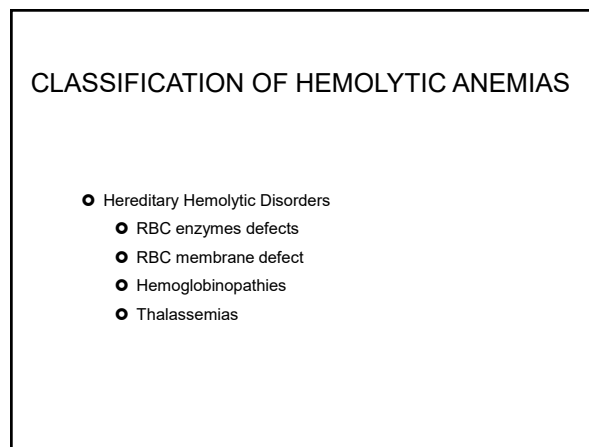 CLASSIFICATION OF HEMOLYTIC ANEMIAS
Hereditary Hemolytic Disorders
RBC enzymes defects
RBC membrane defect
Hemoglobinopathies
Thalassemias